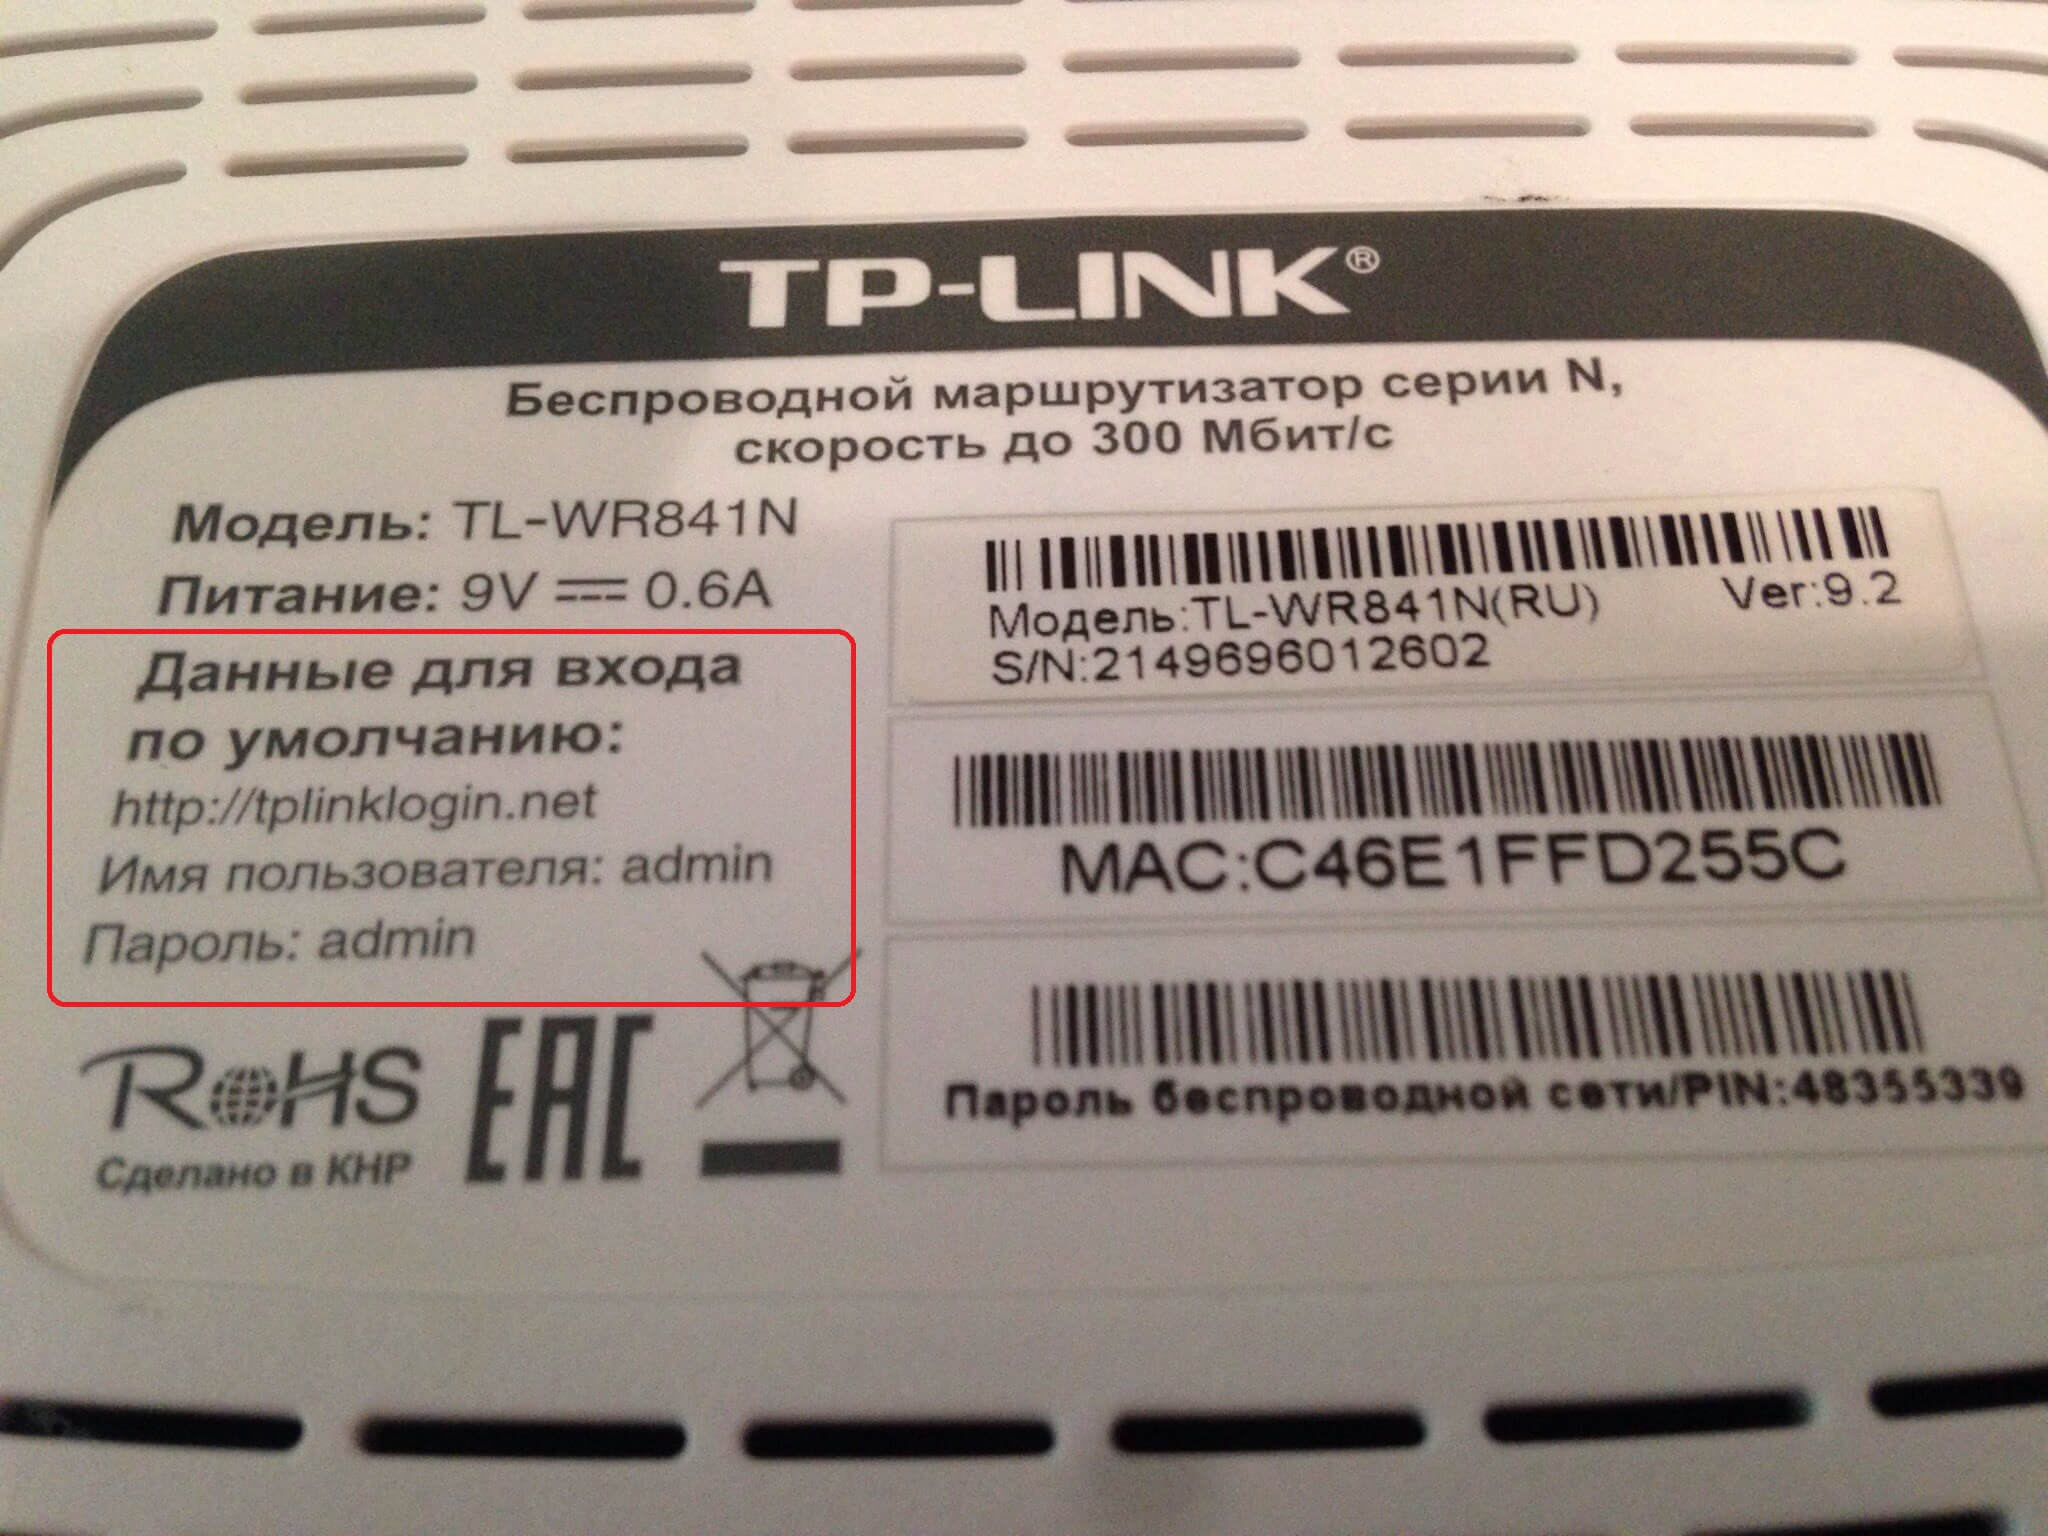 TP-LINK®
Беспроводной маршрутизатор серии N,
скорость до 300 Мбит/с
Модель: TL-WR841N
Питание: 9V 0.6A
Данные для входа
по умолчанию:
http://tplinklogin.net
Имя пользователя: admin
Пароль: admin
RoHS
Сделано в КНР
EAC
Модель:TL-WR841N(RU) Ver:9.2
S/N:2149696012602
MAC:C46E1FFD255C
Пароль беспроводной сети/PIN:48355339